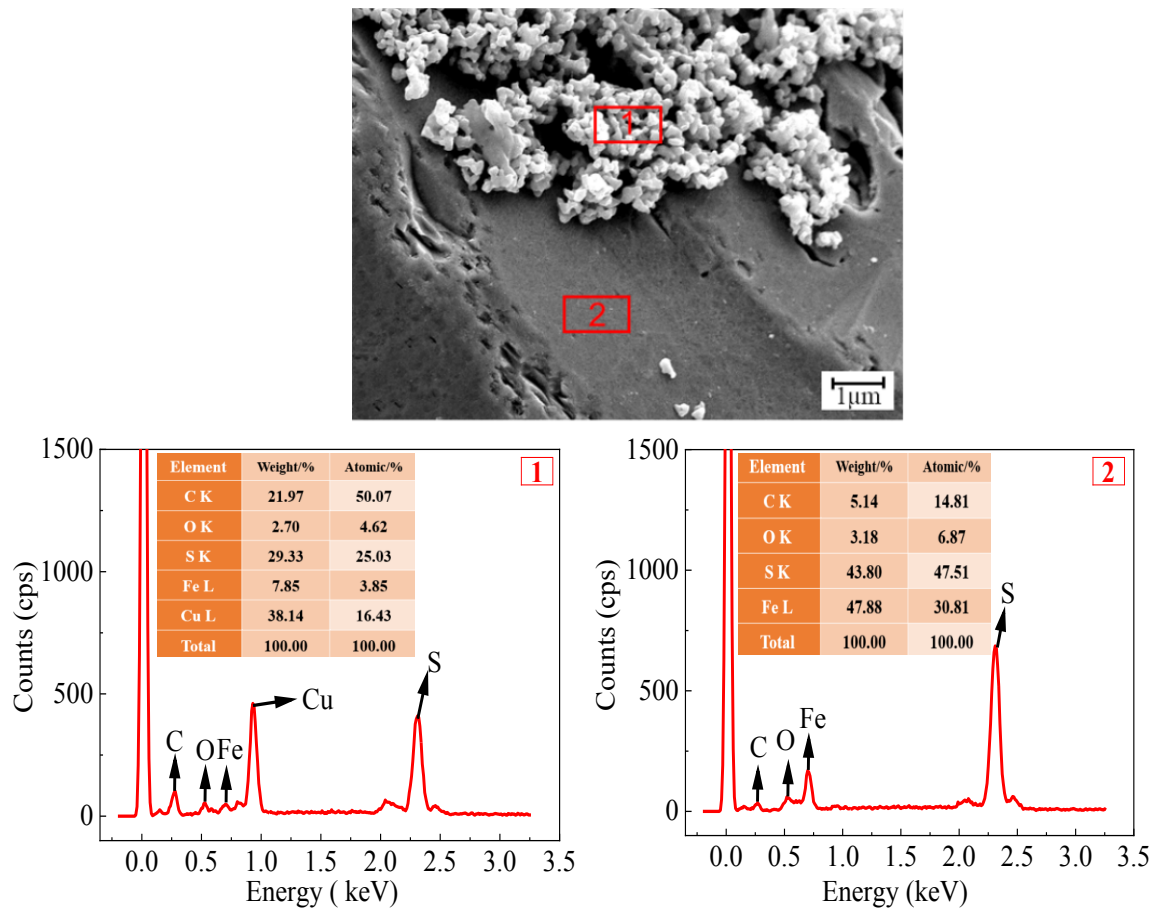 1
2
1μm
1
Element Weight/% Atomic/%
C K 21.97 50.07
O K 2.70 4.62
S K 29.33 25.03
Fe L 7.85 3.85
Cu L 38.14 16.43
Total 100.00 100.00
C
O
Fe
Cu
S
Counts (cps)
1500
1000
500
0
0.0 0.5 1.0 1.5 2.0 2.5 3.0 3.5
Energy ( keV)
2
Element Weight/% Atomic/%
C K 5.14 14.81
O K 3.18 6.87
S K 43.80 47.51
Fe L 47.88 30.81
Total 100.00 100.00
C
O
Fe
S
Counts (cps)
1500
1000
500
0
0.0 0.5 1.0 1.5 2.0 2.5 3.0 3.5
Energy (keV)